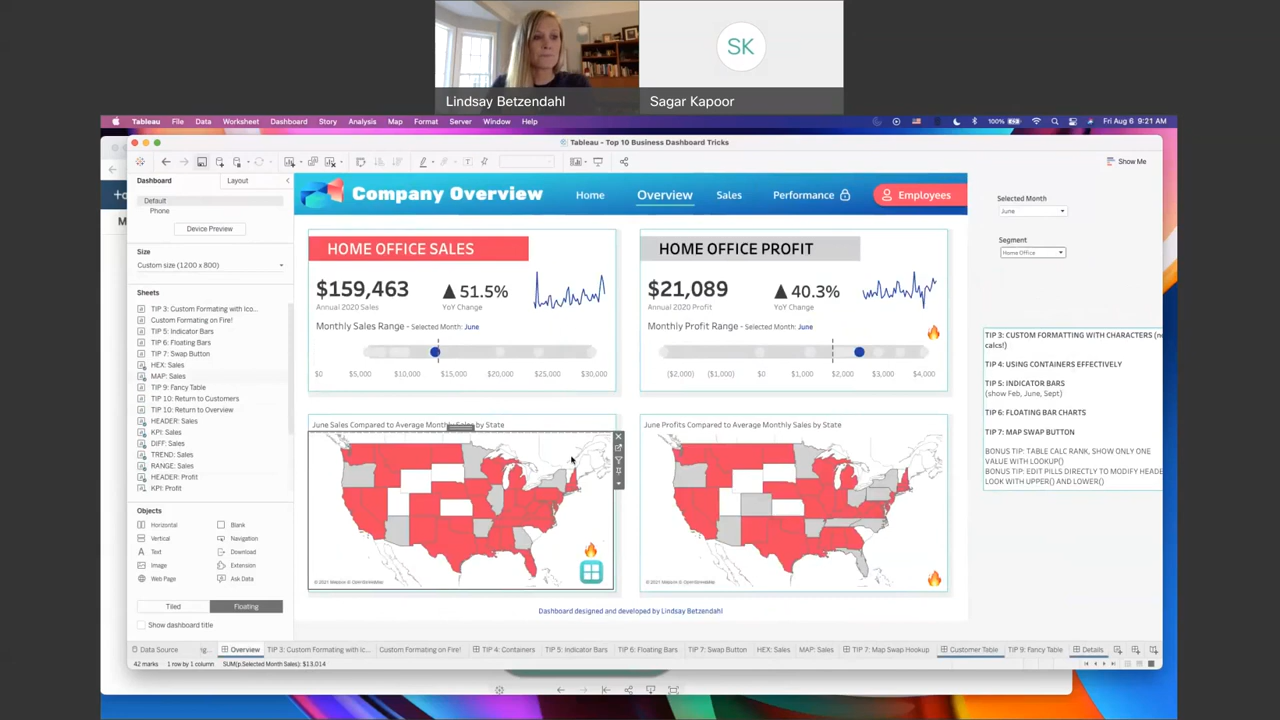 SK
Lindsay Betzendahl
Sagar Kapoor
Tableau File Data Worksheet Dashboard Story Analysis Map Format Server Window Help
100% Fri Aug 6 9:21 AM
Tableau - Top 10 Business Dashboard Tricks
Show Me
Dashboard Layout
Default
Phone
Device Preview
Size
Custom size (1200 x 800)
Sheets
TIP 3: Custom Formating with Ico...
Custom Formating on Fire!
TIP 5: Indicator Bars
TIP 6: Floating Bars
TIP 7: Swap Button
HEX: Sales
MAP: Sales
TIP 9: Fancy Table
TIP 10: Return to Customers
TIP 10: Return to Overview
HEADER: Sales
KPI: Sales
DIFF: Sales
TREND: Sales
RANGE: Sales
HEADER: Profit
KPI: Profit
Objects
Horizontal Blank
Vertical Navigation
Text Download
Image Extension
Web Page Ask Data
Tiled Floating
Show dashboard title
Company Overview Home Overview Sales Performance Employees
HOME OFFICE SALES
$159,463 ▲ 51.5%
Annual 2020 Sales YoY Change
Monthly Sales Range - Selected Month: June
$0 $5,000 $10,000 $15,000 $20,000 $25,000 $30,000
HOME OFFICE PROFIT
$21,089 ▲ 40.3%
Annual 2020 Profit YoY Change
Monthly Profit Range - Selected Month: June
($2,000) ($1,000) $0 $1,000 $2,000 $3,000 $4,000
June Sales Compared to Average Monthly Sales by State
© 2021 Mapbox © OpenStreetMap
June Profits Compared to Average Monthly Sales by State
© 2021 Mapbox © OpenStreetMap
Dashboard designed and developed by Lindsay Betzendahl
Selected Month
June
Segment
Home Office
TIP 3: CUSTOM FORMATTING WITH CHARACTERS (no
calcs!)
TIP 4: USING CONTAINERS EFFECTIVELY
TIP 5: INDICATOR BARS
(show Feb, June, Sept)
TIP 6: FLOATING BAR CHARTS
TIP 7: MAP SWAP BUTTON
BONUS TIP: TABLE CALC RANK, SHOW ONLY ONE
VALUE WITH LOOKUP()
BONUS TIP: EDIT PILLS DIRECTLY TO MODIFY HEADE
LOOK WITH UPPER() AND LOWER()
Data Source Overview TIP 3: Custom Formating with Ic... Custom Formating on Fire! TIP 4: Containers TIP 5: Indicator Bars TIP 6: Floating Bars TIP 7: Swap Button HEX: Sales MAP: Sales TIP 7: Map Swap Hookup Customer Table TIP 9: Fancy Table Details
42 marks 1 row by 1 column SUM(p.Selected Month Sales): $13,014